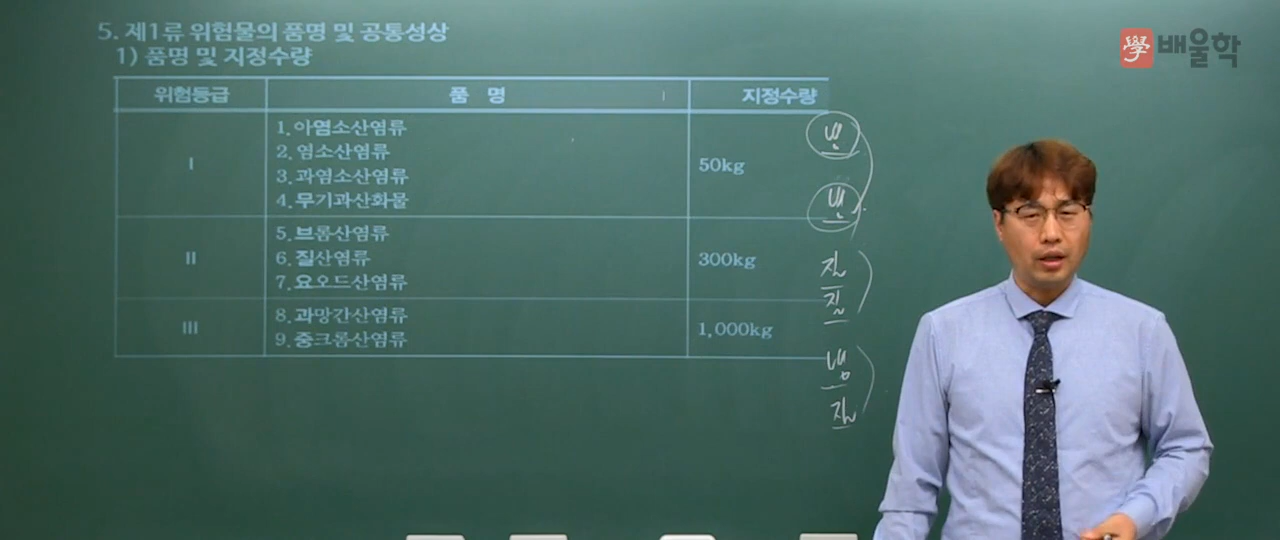 5. 제1류 위험물의 품명 및 공통성상
1) 품명 및 지정수량
學 배울학
위험등급 품 명 지정수량
1. 아염소산염류
2. 염소산염류
I 3. 과염소산염류 50kg
4. 무기과산화물
5. 브롬산염류
II 6. 질산염류 300kg
7. 요오드산염류
8. 과망간산염류
III 9. 중크롬산염류 1,000kg